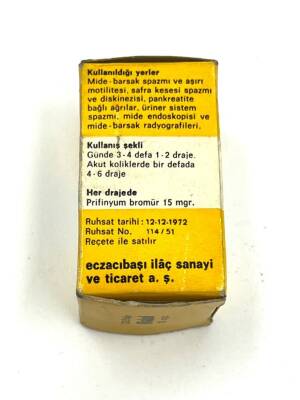 Kullanıldığı yerler
Mide-barsak spazmı ve aşırı
motilitesi, safra kesesi spazmı
ve diskinezisi, pankreatite
bağlı ağrılar, üriner sistem
spazmı, mide endoskopisi ve
mide-barsak radyografileri.
Kullanış şekli
Günde 3-4 defa 1-2 draje.
Akut koliklerde bir defada
4-6 draje
Her drajede
Prifinyum bromür 15 mgr.
Ruhsat tarihi : 12-12-1972
Ruhsat No. 114/51
Reçete ile satılır
eczacıbaşı ilâç sanayi
ve ticaret a. ş.